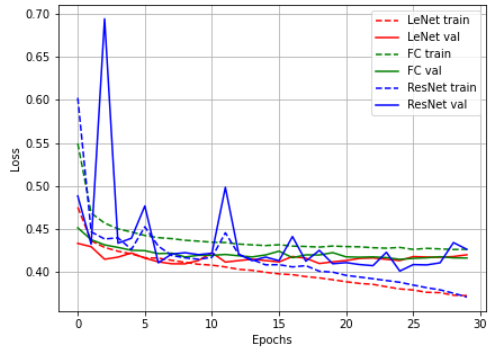 0.70
0.65
0.60
0.55
0.50
0.45
0.40
Loss
0 5 10 15 20 25 30
Epochs
LeNet train
LeNet val
FC train
FC val
ResNet train
ResNet val